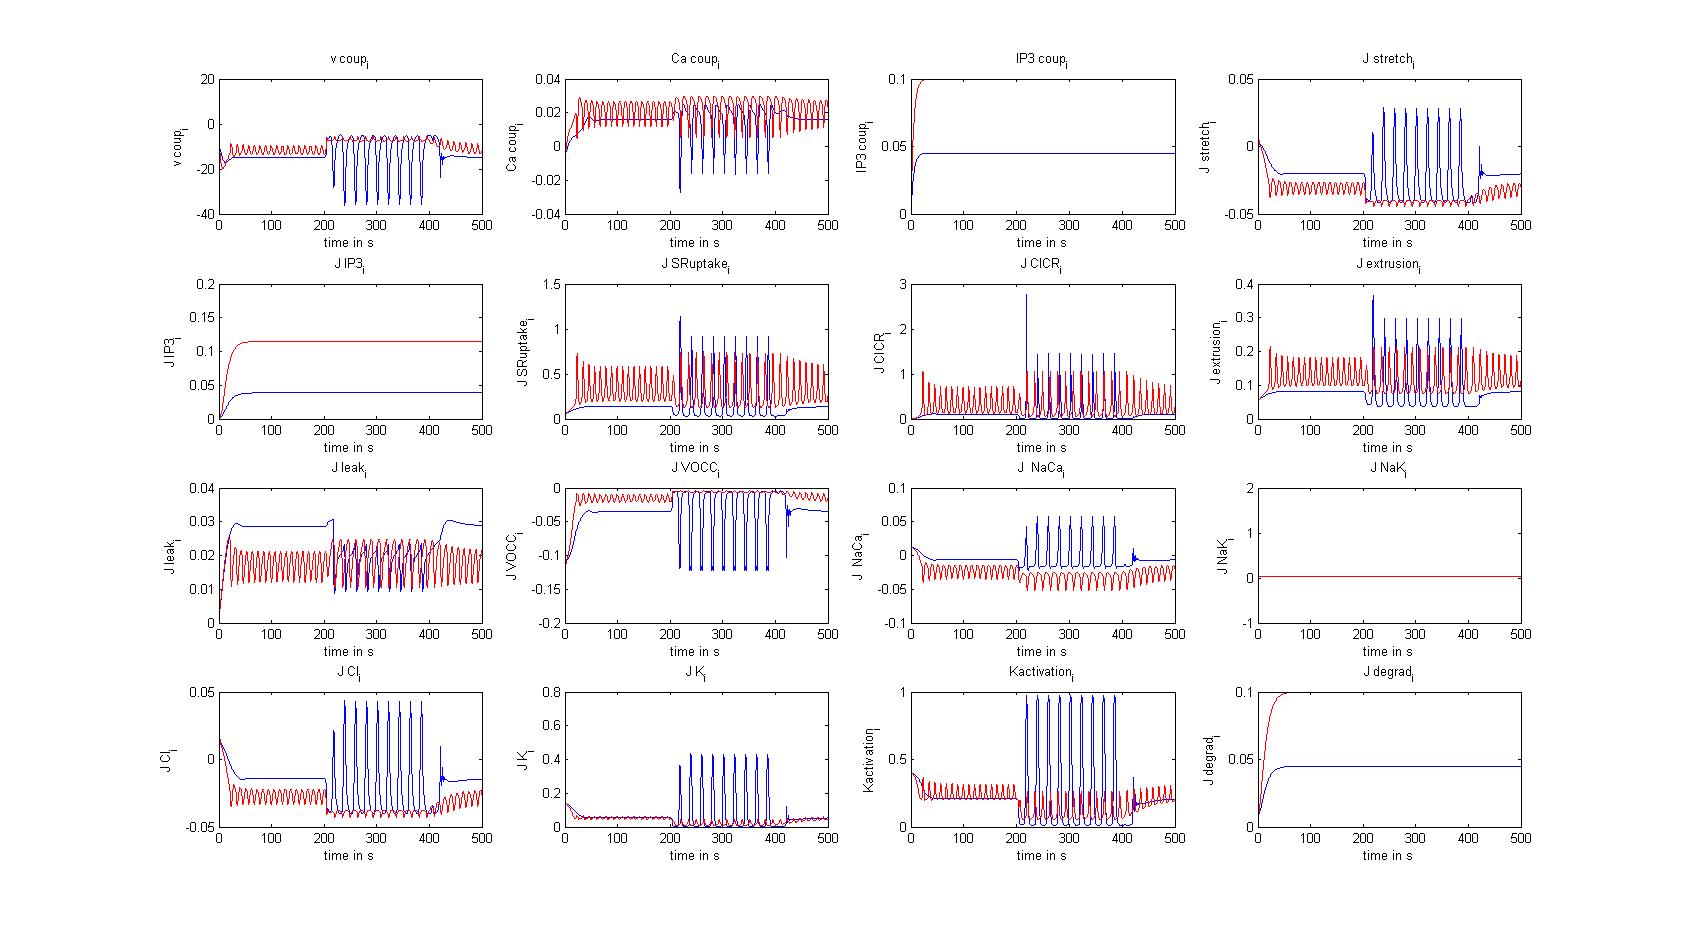 v coup_i
Ca coup_i
IP3 coup_i
J stretch_i
20
0
-20
-40
v coup_i
0 100 200 300 400 500
time in s
0.04
0.02
0
-0.02
-0.04
Ca coup_i
0 100 200 300 400 500
time in s
0.1
0.05
0
IP3 coup_i
0 100 200 300 400 500
time in s
0.05
0
-0.05
J stretch_i
0 100 200 300 400 500
time in s
J IP3_i
J SRuptake_i
J CICR_i
J extrusion_i
0.2
0.15
0.1
0.05
0
J IP3_i
0 100 200 300 400 500
time in s
1.5
1
0.5
0
J SRuptake_i
0 100 200 300 400 500
time in s
3
2
1
0
J CICR_i
0 100 200 300 400 500
time in s
0.4
0.3
0.2
0.1
0
J extrusion_i
0 100 200 300 400 500
time in s
J leak_i
J VOCC_i
J NaCa_i
J NaK_i
0.04
0.03
0.02
0.01
0
J leak_i
0 100 200 300 400 500
time in s
0
-0.05
-0.1
-0.15
-0.2
J VOCC_i
0 100 200 300 400 500
time in s
0.1
0.05
0
-0.05
-0.1
J NaCa_i
0 100 200 300 400 500
time in s
2
1
0
-1
J NaK_i
0 100 200 300 400 500
time in s
J Cl_i
J K_i
Kactivation_i
J degrad_i
0.05
0
-0.05
J Cl_i
0 100 200 300 400 500
time in s
0.8
0.6
0.4
0.2
0
J K_i
0 100 200 300 400 500
time in s
1
0.5
0
Kactivation_i
0 100 200 300 400 500
time in s
0.1
0.05
0
J degrad_i
0 100 200 300 400 500
time in s